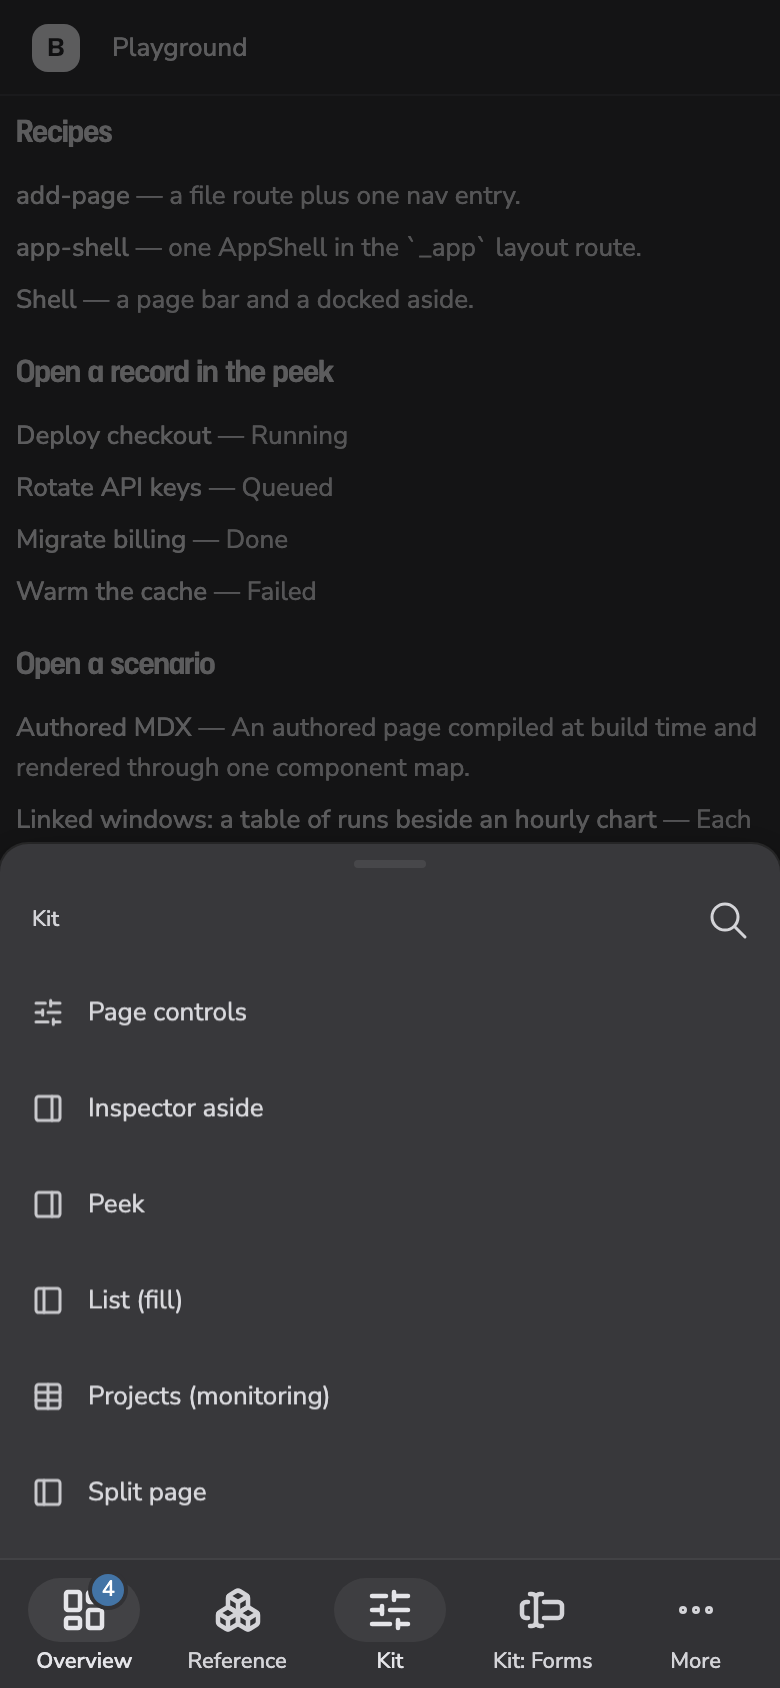 B Playground
Recipes
add-page — a file route plus one nav entry.
app-shell — one AppShell in the `_app` layout route.
Shell — a page bar and a docked aside.
Open a record in the peek
Deploy checkout — Running
Rotate API keys — Queued
Migrate billing — Done
Warm the cache — Failed
Open a scenario
Authored MDX — An authored page compiled at build time and
rendered through one component map.
Linked windows: a table of runs beside an hourly chart — Each
Kit
Page controls
Inspector aside
Peek
List (fill)
Projects (monitoring)
Split page
4
Overview Reference Kit Kit: Forms More